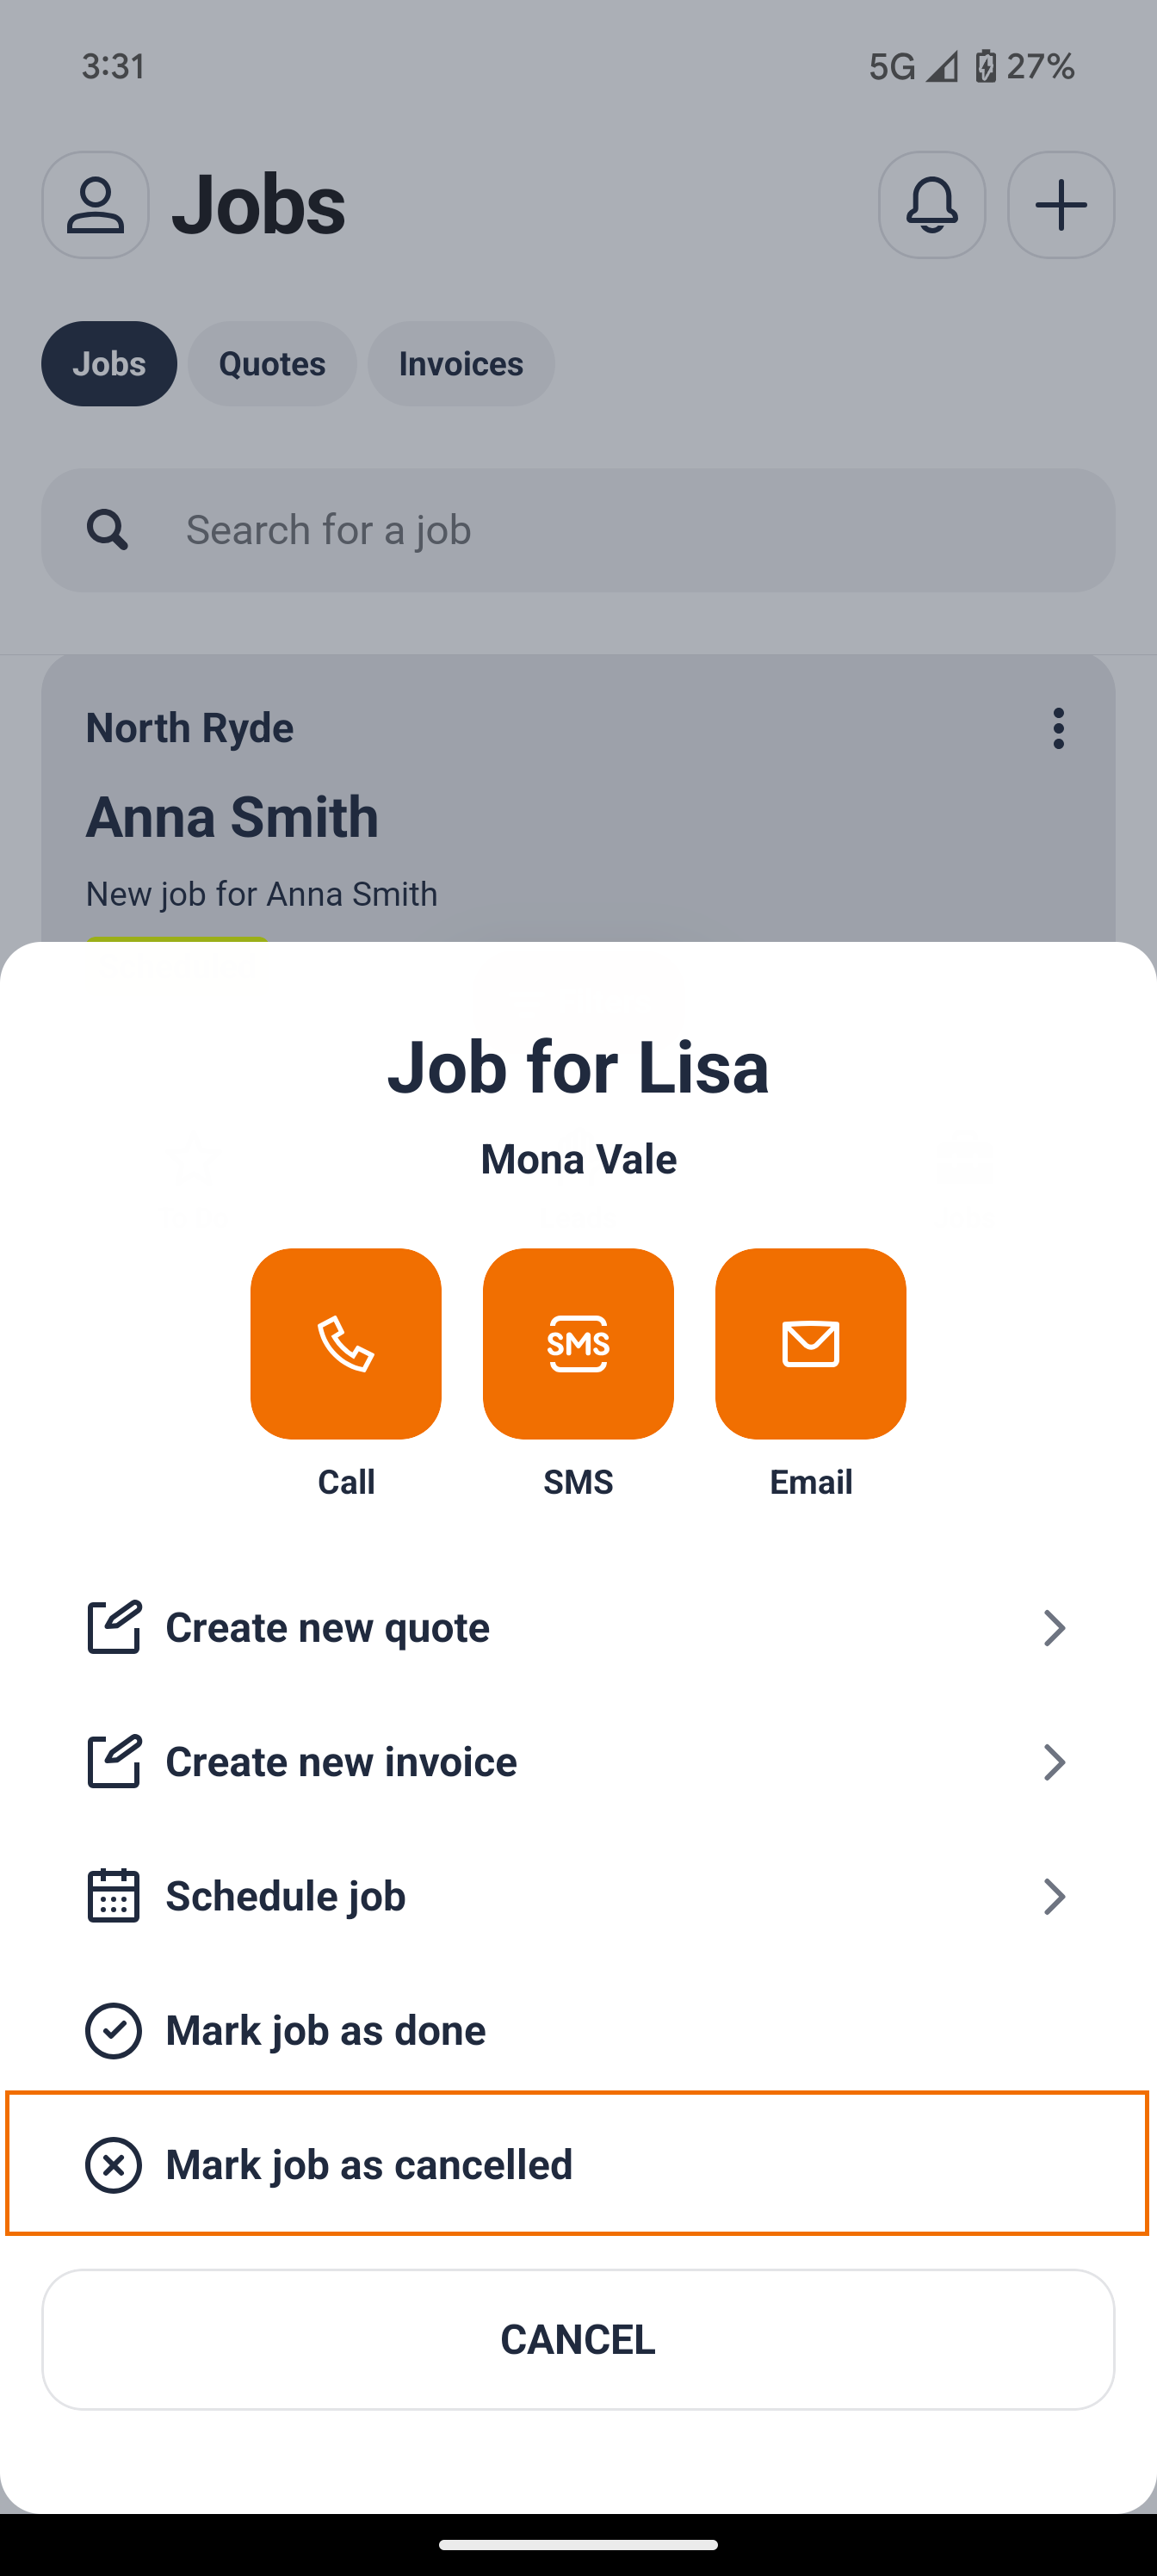 3:31
5G 27%
Jobs
Jobs Quotes Invoices
Search for a job
North Ryde
Anna Smith
New job for Anna Smith
Job for Lisa
Mona Vale
SMS
Call SMS Email
Create new quote
Create new invoice
Schedule job
Mark job as done
Mark job as cancelled
CANCEL